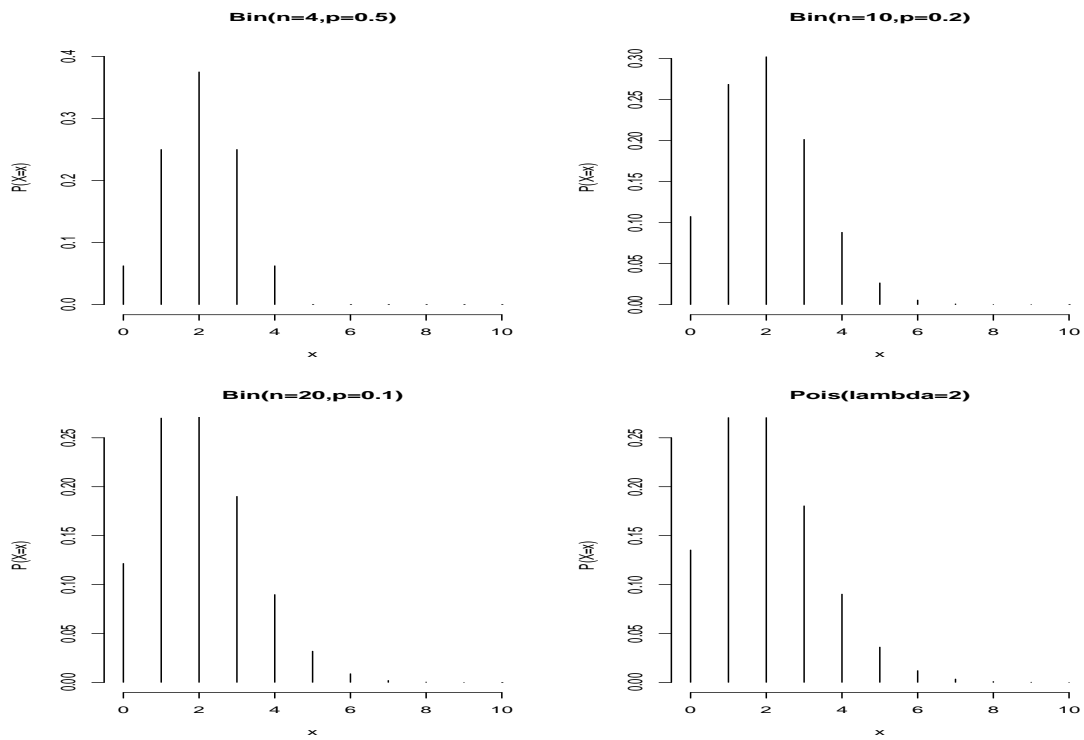 Bin(n=4,p=0.5)
P(X=x)
0.0 0.1 0.2 0.3 0.4
0 2 4 6 8 10
x
Bin(n=10,p=0.2)
P(X=x)
0.00 0.05 0.10 0.15 0.20 0.25 0.30
0 2 4 6 8 10
x
Bin(n=20,p=0.1)
P(X=x)
0.00 0.05 0.10 0.15 0.20 0.25
0 2 4 6 8 10
x
Pois(lambda=2)
P(X=x)
0.00 0.05 0.10 0.15 0.20 0.25
0 2 4 6 8 10
x